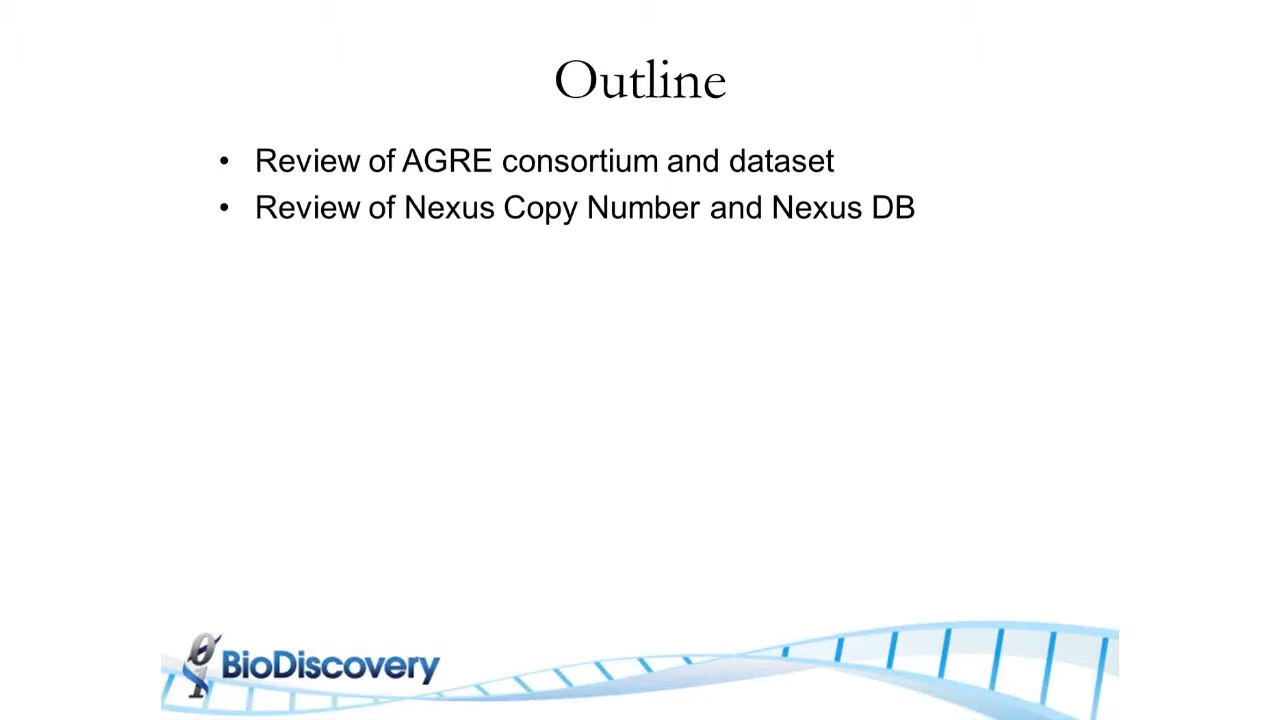 Outline
• Review of AGRE consortium and dataset
• Review of Nexus Copy Number and Nexus DB
BioDiscovery